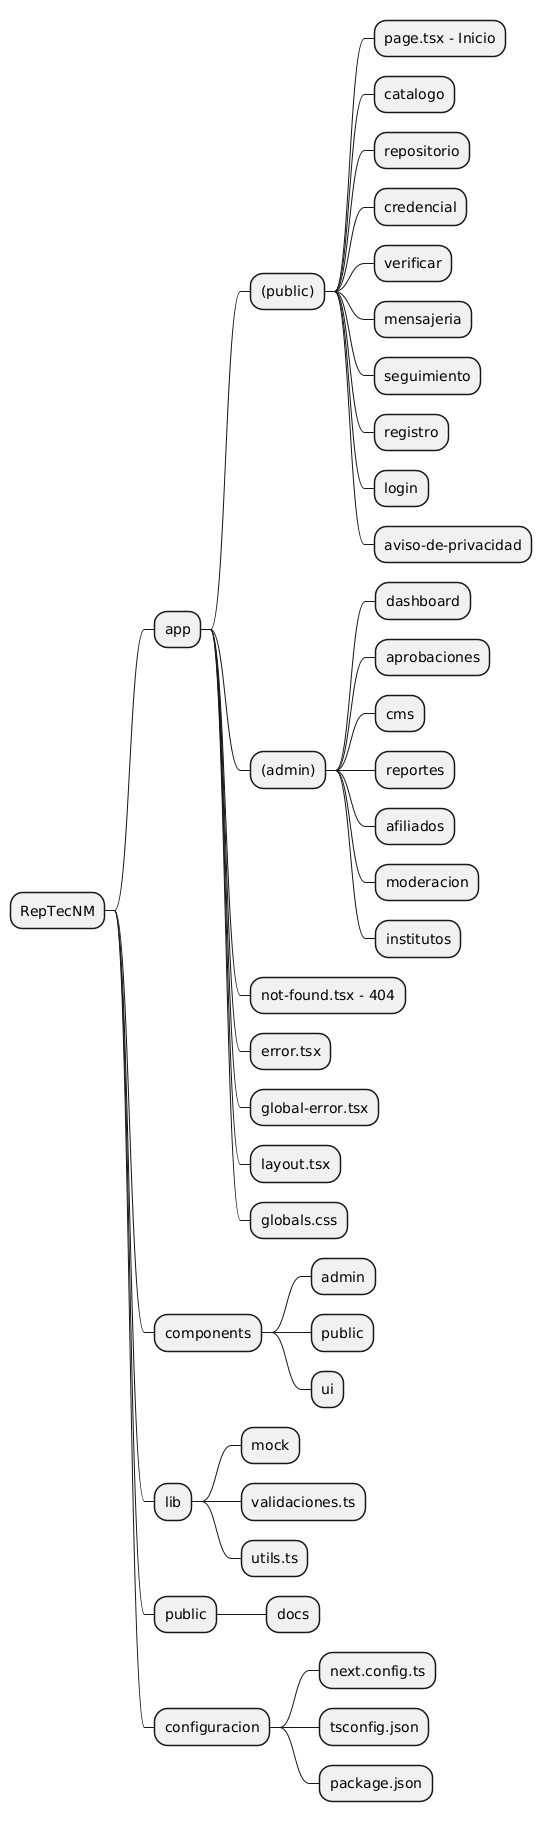 RepTecNM
app
(public)
page.tsx - Inicio
catalogo
repositorio
credencial
verificar
mensajeria
seguimiento
registro
login
aviso-de-privacidad
(admin)
dashboard
aprobaciones
cms
reportes
afiliados
moderacion
institutos
not-found.tsx - 404
error.tsx
global-error.tsx
layout.tsx
globals.css
components
admin
public
ui
lib
mock
validaciones.ts
utils.ts
public
docs
configuracion
next.config.ts
tsconfig.json
package.json